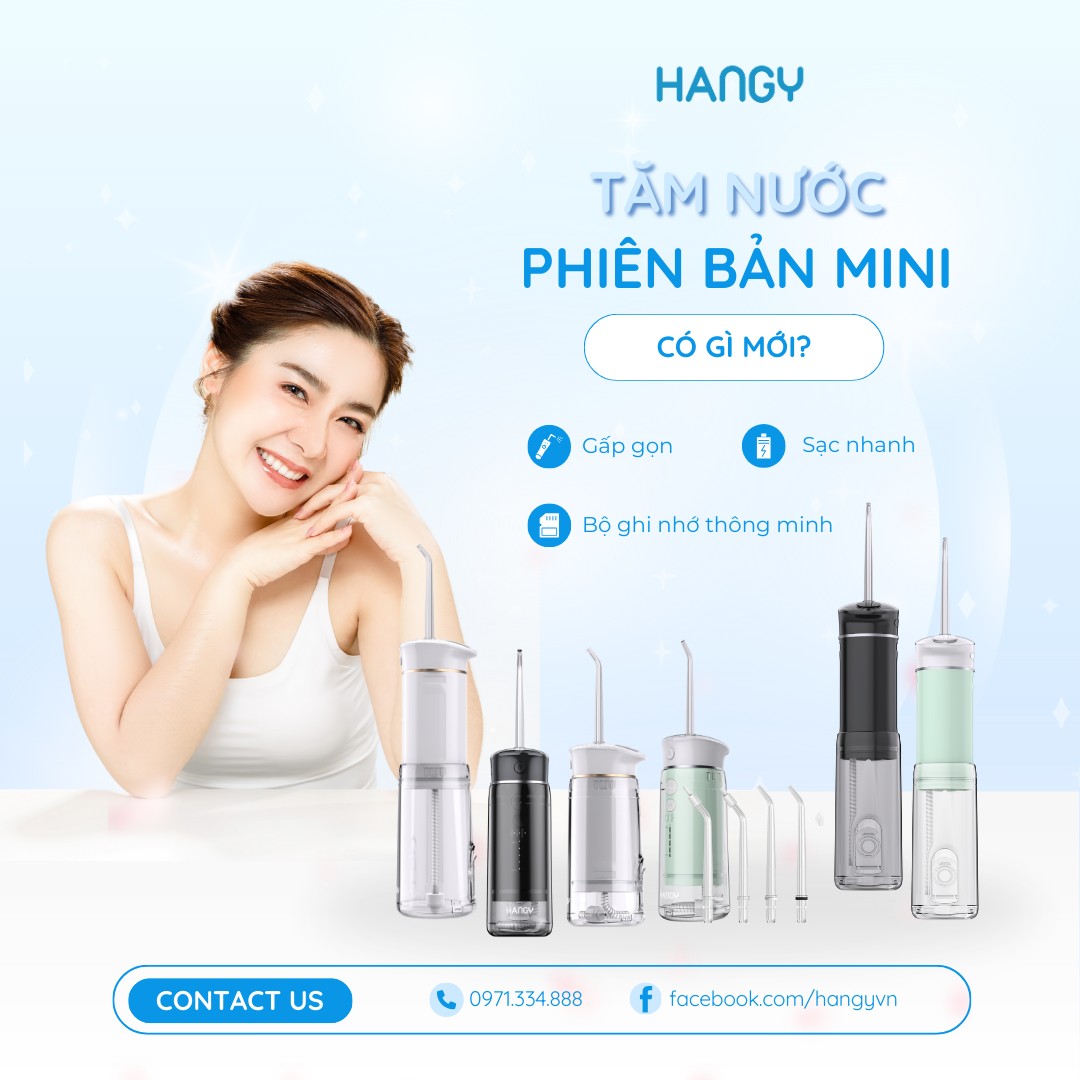 HANGY
TĂM NƯỚC
PHIÊN BẢN MINI
CÓ GÌ MỚI?
Gấp gọn
Sạc nhanh
Bộ ghi nhớ thông minh
HANGY
HANGY
CONTACT US
0971.334.888
facebook.com/hangyvn